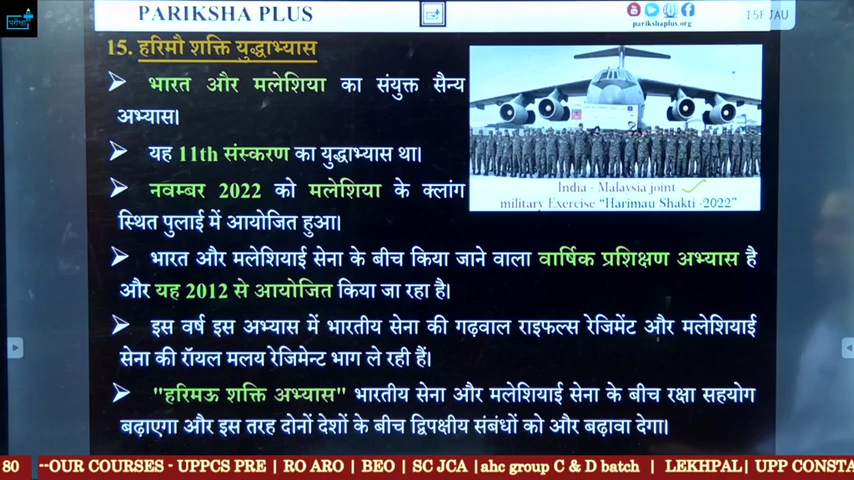 परीक्षा
PARIKSHA PLUS
parikshaplus.org
15. हरिमौ शक्ति युद्धाभ्यास
➢ भारत और मलेशिया का संयुक्त सैन्य
अभ्यास।
➢ यह 11th संस्करण का युद्धाभ्यास था।
➢ नवम्बर 2022 को मलेशिया के क्लांग
स्थित पुलाई में आयोजित हुआ।
India - Malaysia joint
military Exercise “Harimau Shakti -2022”
➢ भारत और मलेशियाई सेना के बीच किया जाने वाला वार्षिक प्रशिक्षण अभ्यास है
और यह 2012 से आयोजित किया जा रहा है।
➢ इस वर्ष इस अभ्यास में भारतीय सेना की गढ़वाल राइफल्स रेजिमेंट और मलेशियाई
सेना की रॉयल मलय रेजिमेन्ट भाग ले रही हैं।
➢ "हरिमऊ शक्ति अभ्यास" भारतीय सेना और मलेशियाई सेना के बीच रक्षा सहयोग
बढ़ाएगा और इस तरह दोनों देशों के बीच द्विपक्षीय संबंधों को और बढ़ावा देगा।
80 --OUR COURSES - UPPCS PRE | RO ARO | BEO | SC JCA |ahc group C & D batch | LEKHPAL| UPP CONSTA